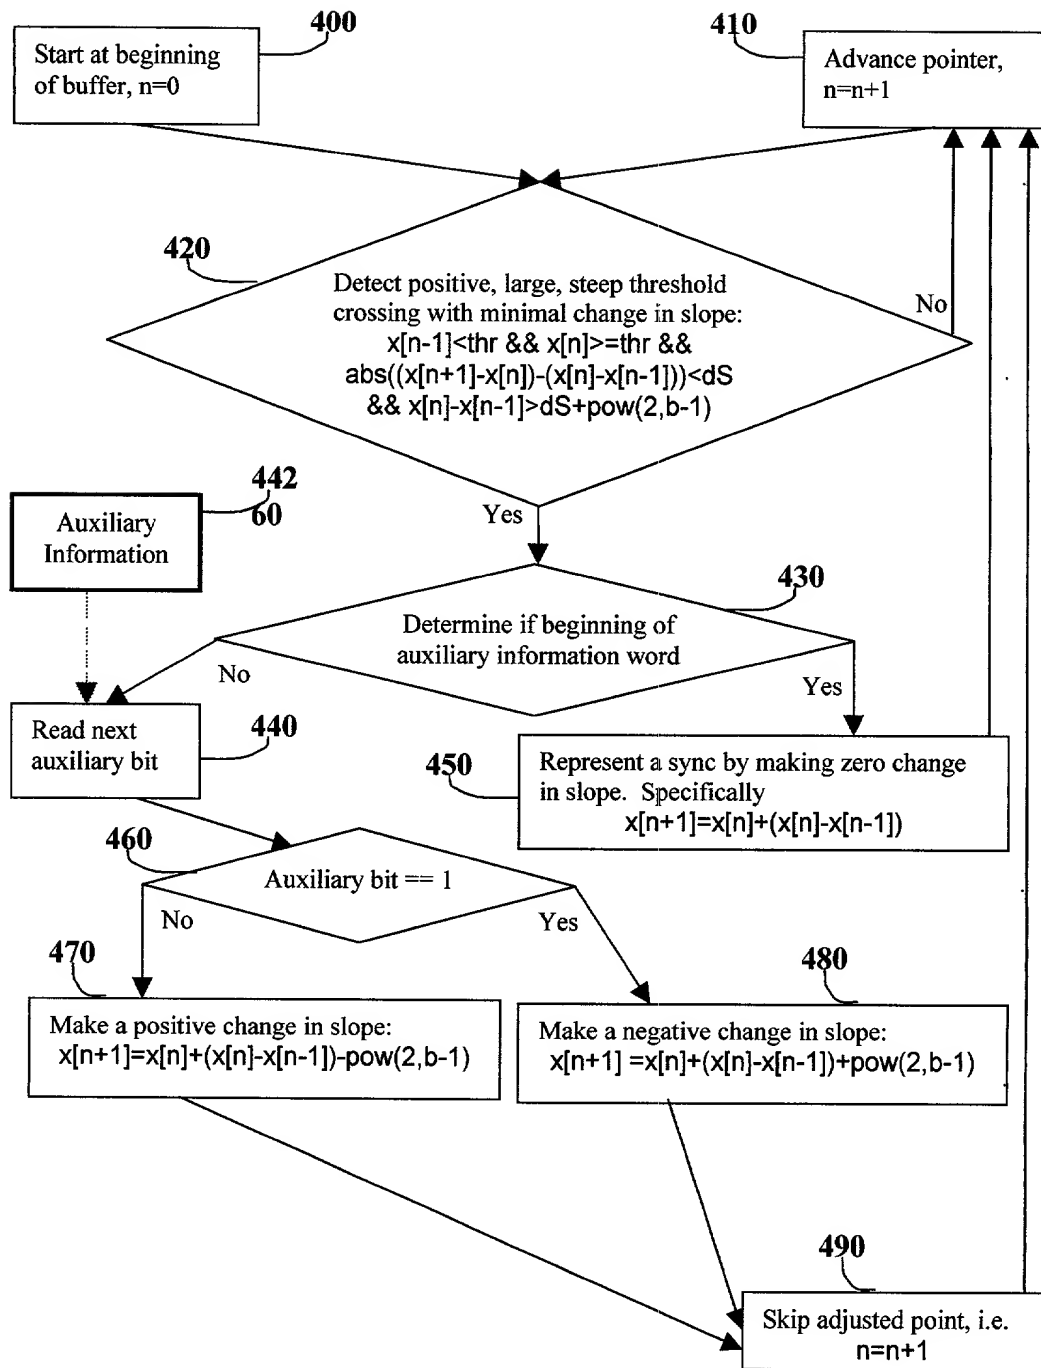 400
Start at beginning
of buffer, n=0
410
Advance pointer,
n=n+1
420
Detect positive, large, steep threshold
crossing with minimal change in slope:
x[n-1]<thr && x[n]>=thr &&
abs((x[n+1]-x[n])-(x[n]-x[n-1]))<dS
&& x[n]-x[n-1]>dS+pow(2,b-1)
No
Yes
442
60
Auxiliary
Information
430
Determine if beginning of
auxiliary information word
No
Yes
Read next
auxiliary bit
440
450
Represent a sync by making zero change
in slope. Specifically
x[n+1]=x[n]+(x[n]-x[n-1])
460
Auxiliary bit == 1
No
Yes
470
Make a positive change in slope:
x[n+1]=x[n]+(x[n]-x[n-1])-pow(2,b-1)
480
Make a negative change in slope:
x[n+1] =x[n]+(x[n]-x[n-1])+pow(2,b-1)
490
Skip adjusted point, i.e.
n=n+1